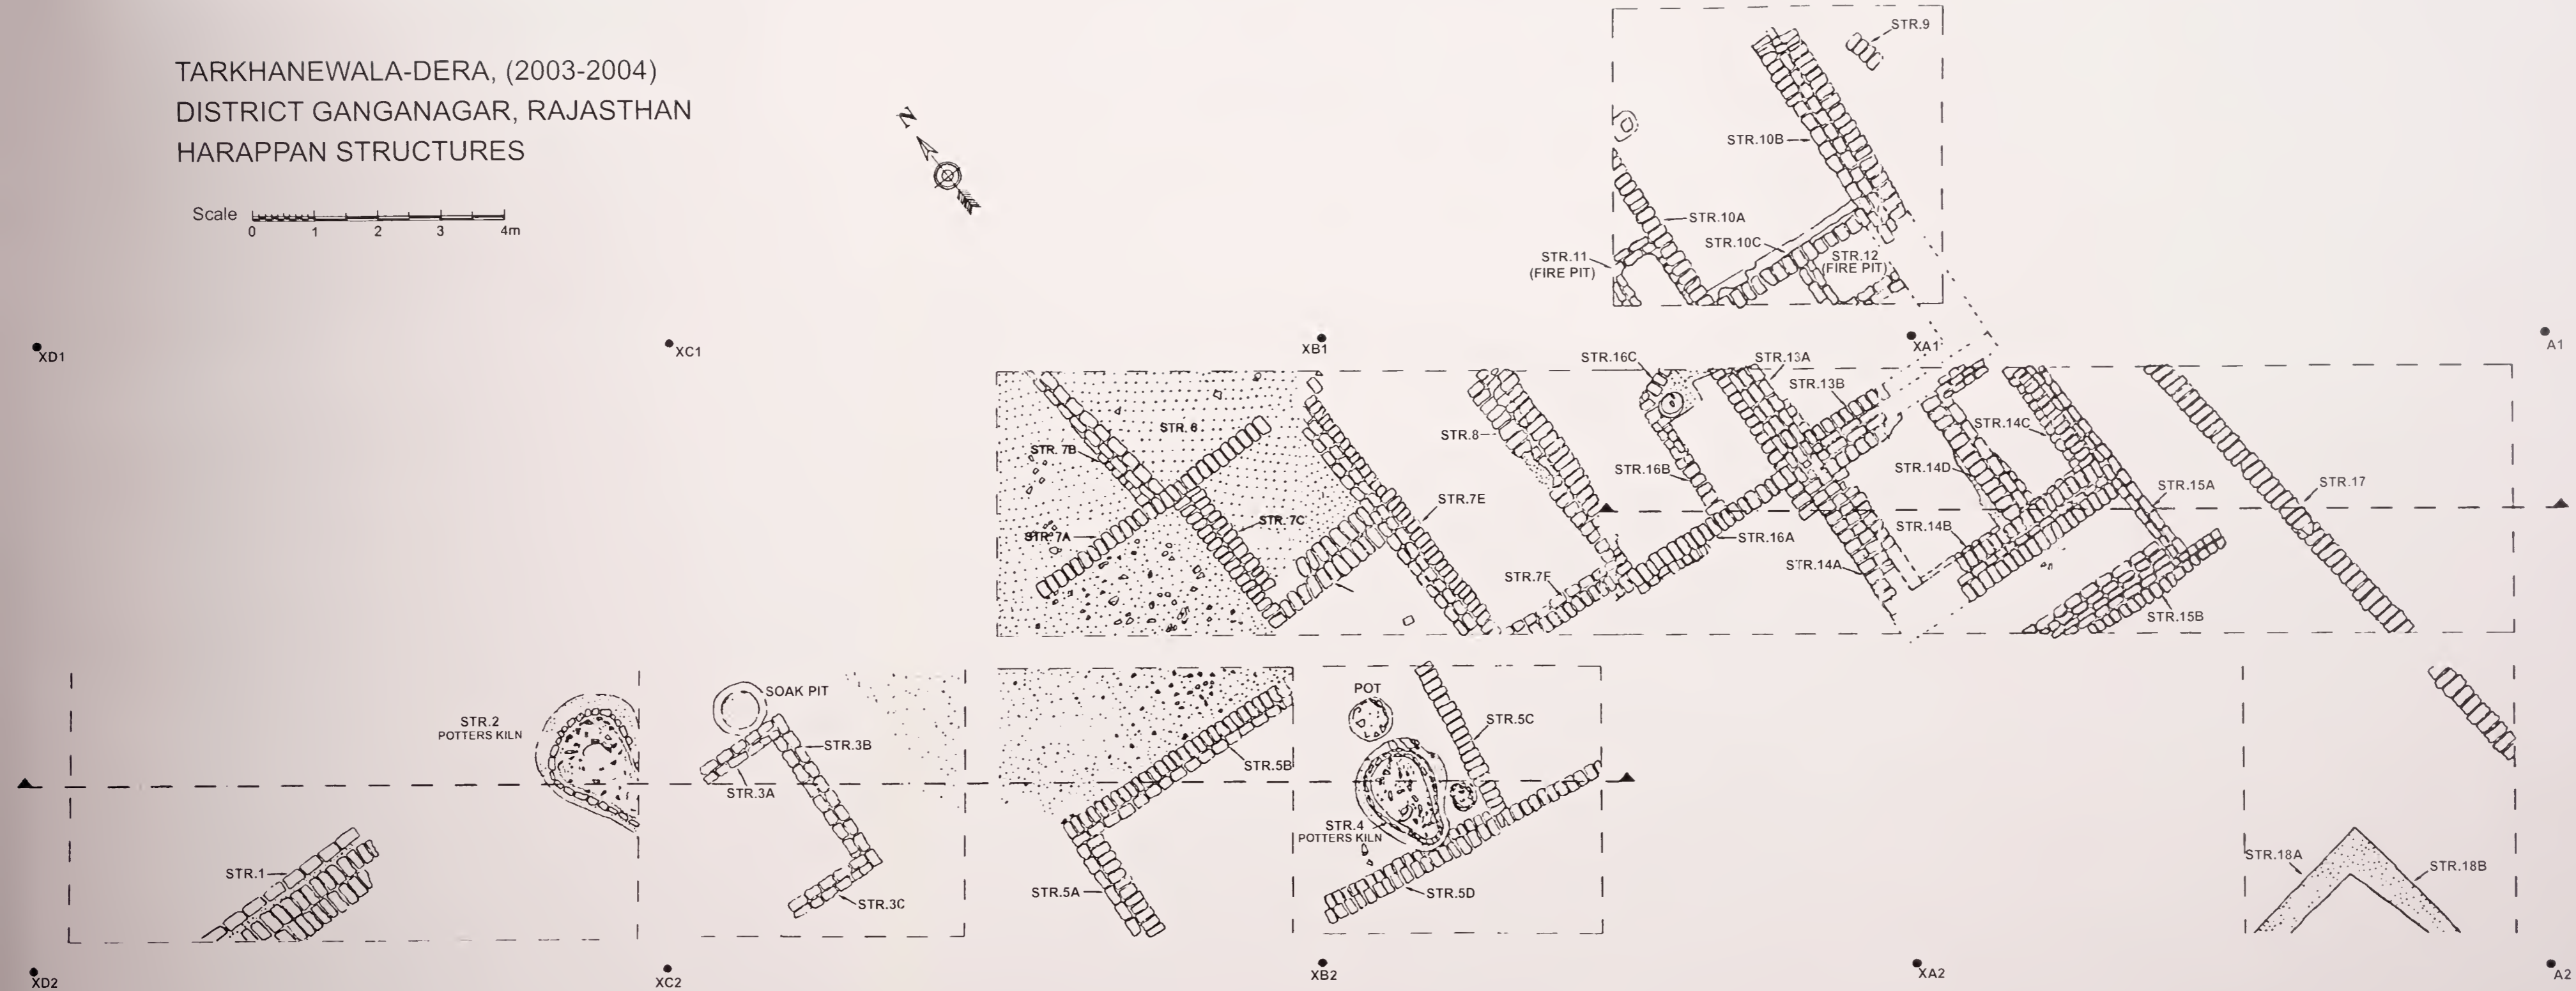 TARKHANEWALA-DERA, (2003-2004)
DISTRICT GANGANAGAR, RAJASTHAN
HARAPPAN STRUCTURES
Scale
0 1 2 3 4m
N
STR.9
STR.10B
STR.10A
STR.10C
STR.11
(FIRE PIT)
STR.12
(FIRE PIT)
XD1
XC1
XB1
XA1
A1
STR.16C
STR.13A
STR.13B
STR. 6
STR. 7B
STR.8
STR.14C
STR.16B
STR.14D
STR.7E
STR.15A
STR.17
STR. 7C
STR. 7A
STR.14B
STR.16A
STR.14A
STR.7F
STR.15B
SOAK PIT
POT
STR.2
POTTERS KILN
STR.3B
STR.5C
STR.5B
STR.3A
STR.4
POTTERS KILN
STR.1
STR.18A
STR.18B
STR.5A
STR.5D
STR.3C
XD2
XC2
XB2
XA2
A2